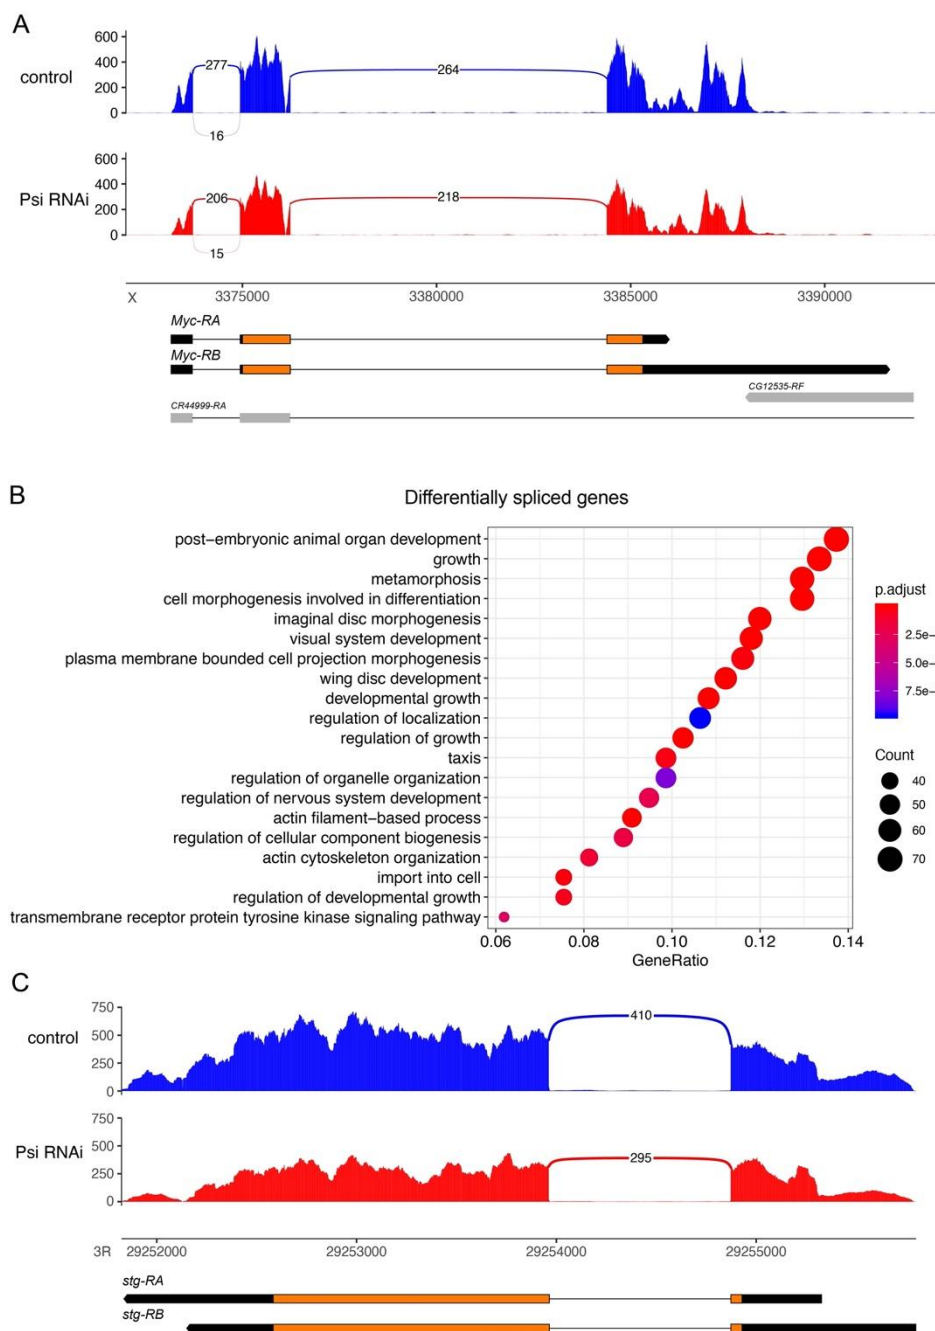 A
control
600
400
200
0
277
264
16
Psi RNAi
600
400
200
0
206
218
15
X
3375000 3380000 3385000 3390000
Myc-RA
Myc-RB
CG12535-RF
CR44999-RA
B
Differentially spliced genes
post−embryonic animal organ development
growth
metamorphosis
cell morphogenesis involved in differentiation
imaginal disc morphogenesis
visual system development
plasma membrane bounded cell projection morphogenesis
wing disc development
developmental growth
regulation of localization
regulation of growth
taxis
regulation of organelle organization
regulation of nervous system development
actin filament−based process
regulation of cellular component biogenesis
actin cytoskeleton organization
import into cell
regulation of developmental growth
transmembrane receptor protein tyrosine kinase signaling pathway
0.06 0.08 0.10 0.12 0.14
GeneRatio
p.adjust
2.5e−
5.0e−
7.5e−
Count
40
50
60
70
C
control
750
500
250
0
410
Psi RNAi
750
500
250
0
295
3R 29252000 29253000 29254000 29255000
stg-RA
stg-RB